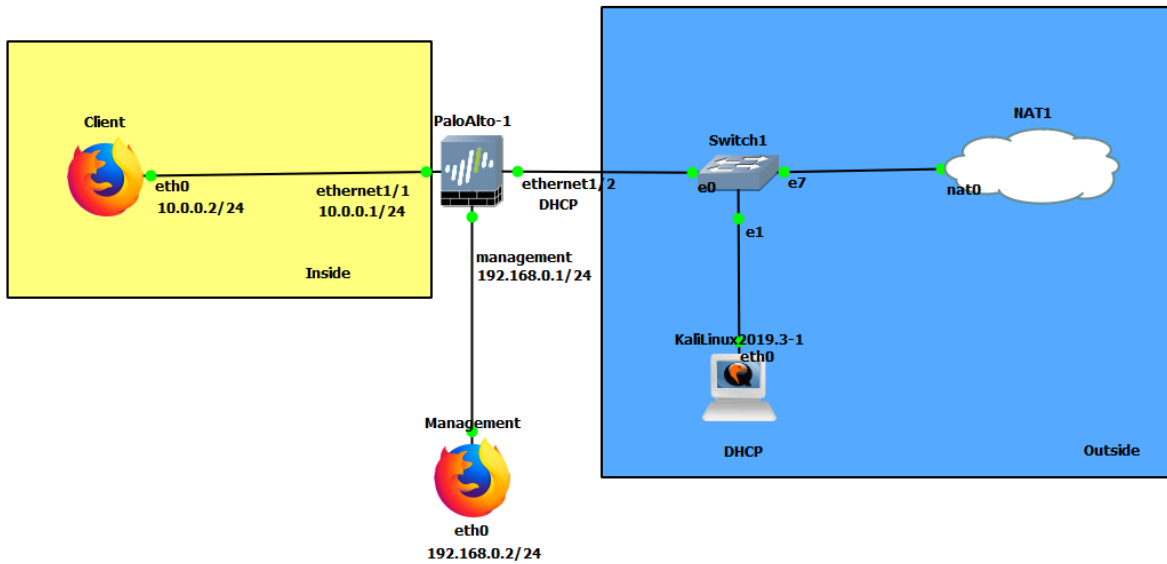 Client
eth0
10.0.0.2/24
ethernet1/1
10.0.0.1/24
Inside
PaloAlto-1
ethernet1/2
DHCP
management
192.168.0.1/24
Management
eth0
192.168.0.2/24
Switch1
e0
e7
e1
NAT1
nat0
KaliLinux2019.3-1
eth0
DHCP
Outside